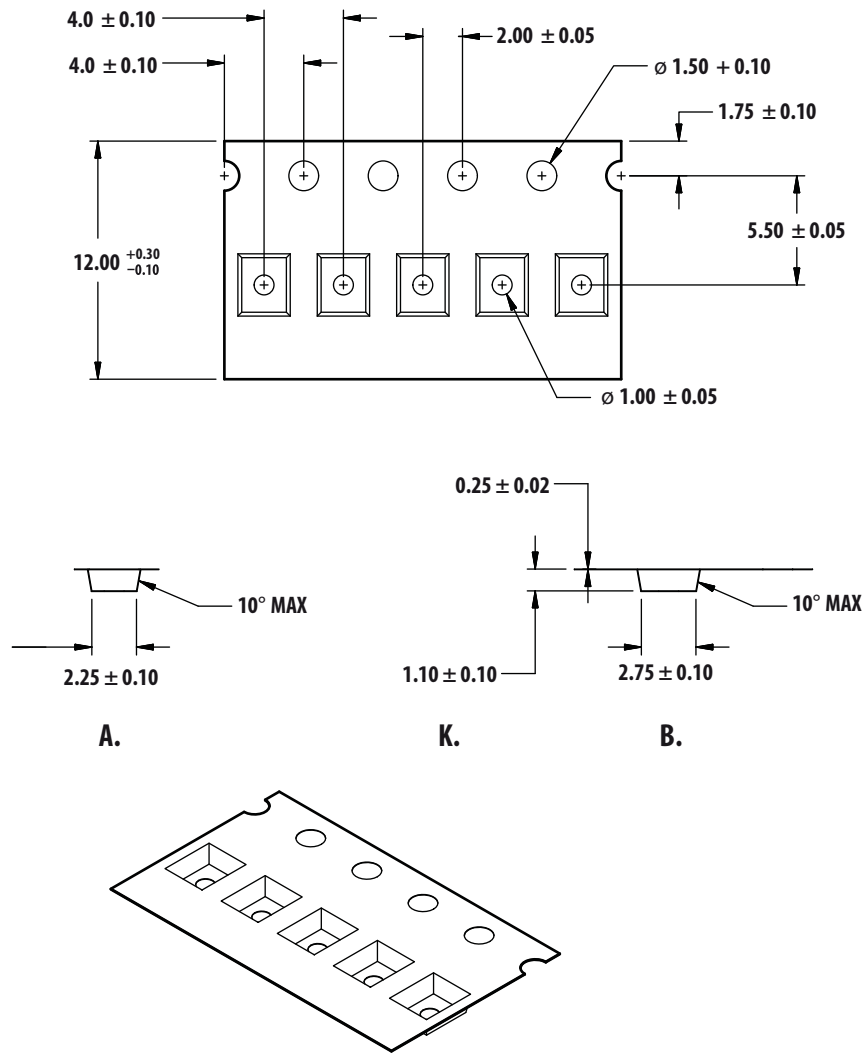 4.0 ± 0.10
2.00 ± 0.05
4.0 ± 0.10
ø 1.50 + 0.10
1.75 ± 0.10
5.50 ± 0.05
12.00 +0.30
−0.10
ø 1.00 ± 0.05
0.25 ± 0.02
10° MAX
10° MAX
2.25 ± 0.10
1.10 ± 0.10
2.75 ± 0.10
A.
K.
B.